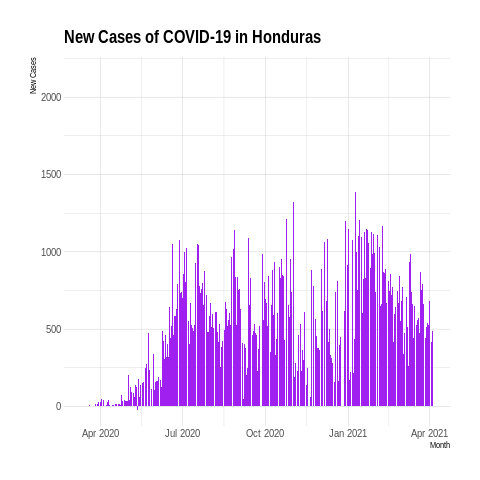 New Cases of COVID-19 in Honduras
New Cases
2000
1500
1000
500
0
Apr 2020 Jul 2020 Oct 2020 Jan 2021 Apr 2021
Month